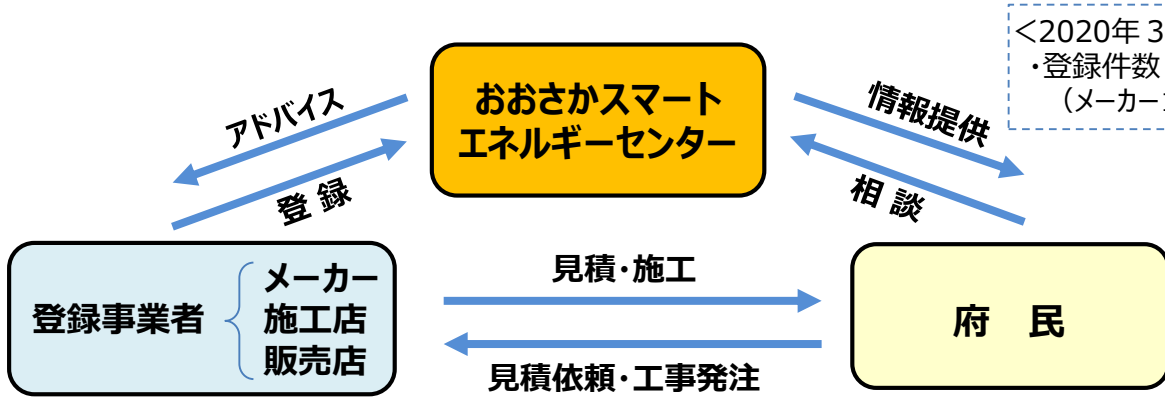 <2020年3
・登録件数
(メーカー
おおさかスマート
エネルギーセンター
アドバイス
登 録
情報提供
相 談
登録事業者
メーカー
施工店
販売店
見積・施工
見積依頼・工事発注
府 民